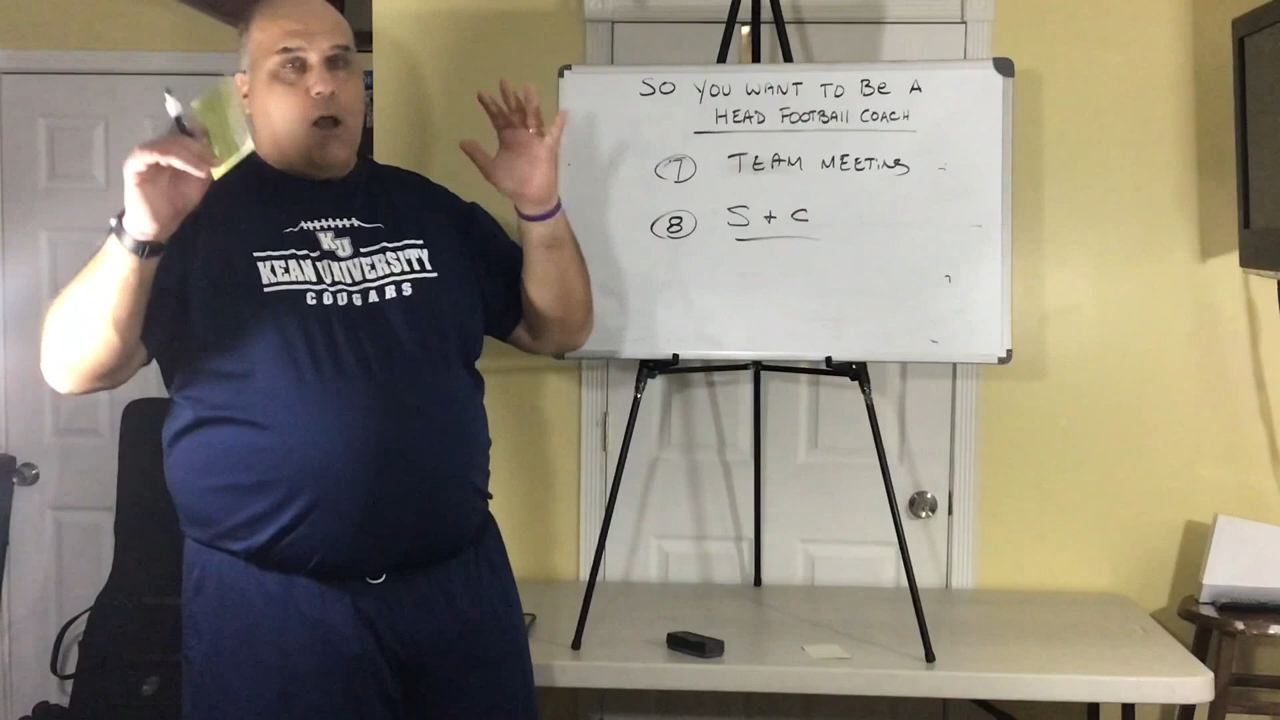 KU
KEAN UNIVERSITY
COUGARS
SO YOU WANT TO BE A
HEAD FOOTBALL COACH
7 TEAM MEETING
8 S + C